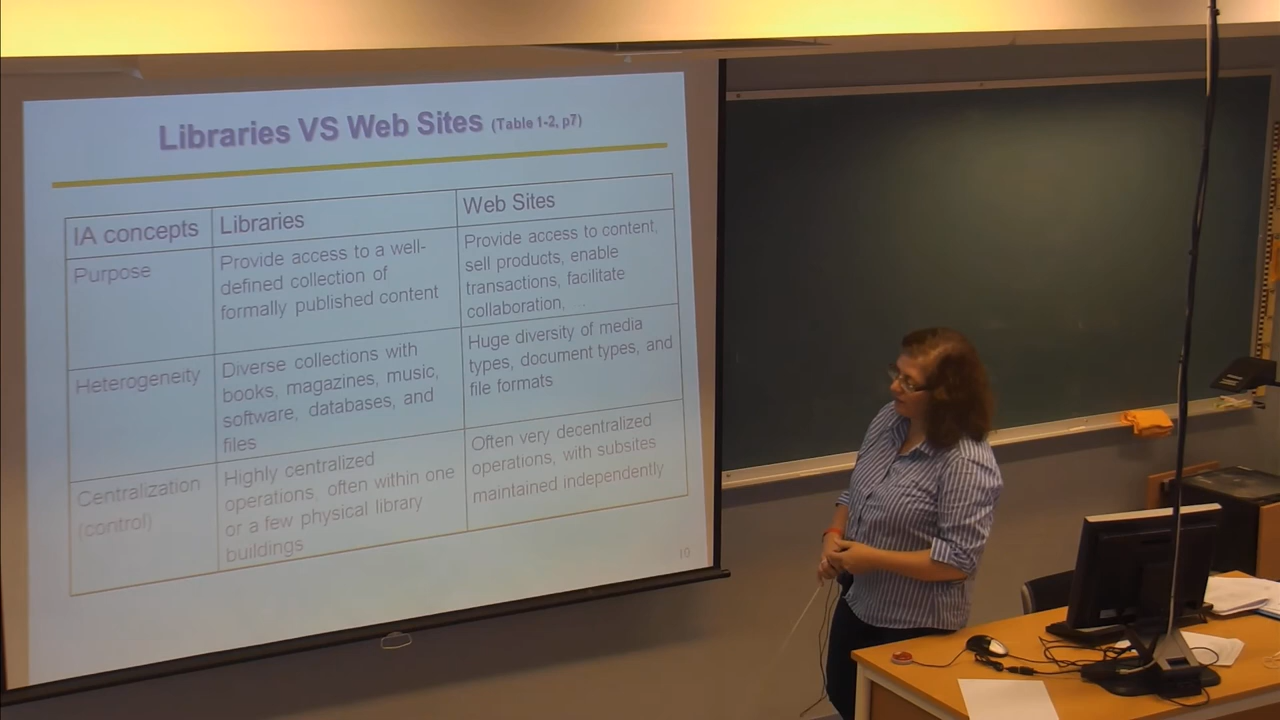 Libraries VS Web Sites (Table 1-2, p7)
IA concepts
Libraries
Web Sites
Purpose
Provide access to a well-
defined collection of
formally published content
Provide access to content,
sell products, enable
transactions, facilitate
collaboration, ...
Heterogeneity
Diverse collections with
books, magazines, music,
software, databases, and
files
Huge diversity of media
types, document types, and
file formats
Centralization
(control)
Highly centralized
operations, often within one
or a few physical library
buildings
Often very decentralized
operations, with subsites
maintained independently
10